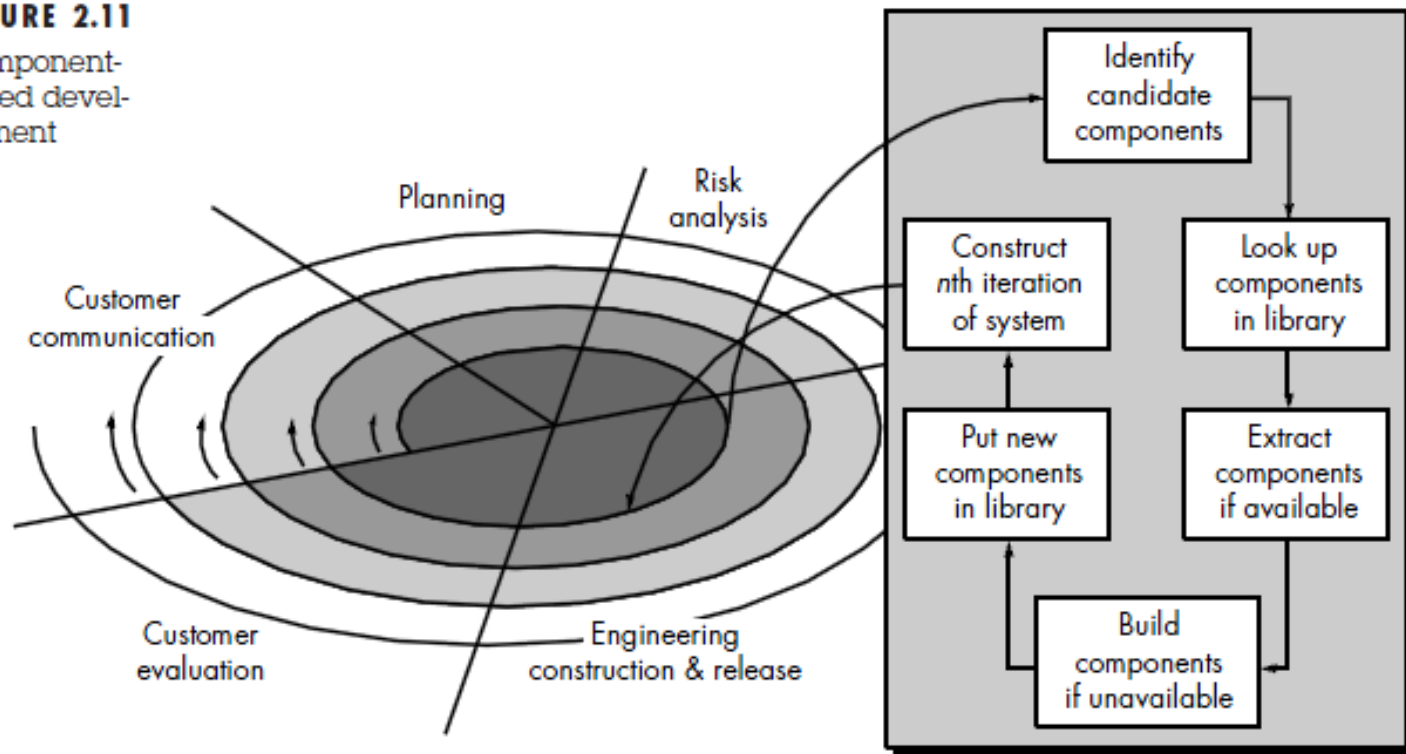 URE 2.11
mponent-
ed devel-
ment
Planning
Risk
analysis
Customer
communication
Customer
evaluation
Engineering
construction & release
Identify
candidate
components
Look up
components
in library
Extract
components
if available
Build
components
if unavailable
Put new
components
in library
Construct
nth iteration
of system